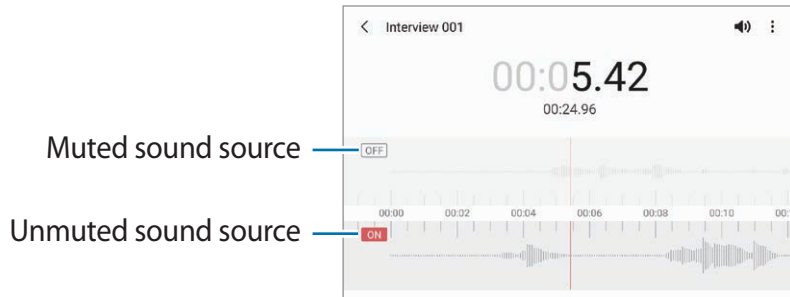 Interview 001
00:05.42
00:24.96
Muted sound source
OFF
00:00 00:02 00:04 00:06 00:08 00:10
Unmuted sound source
ON